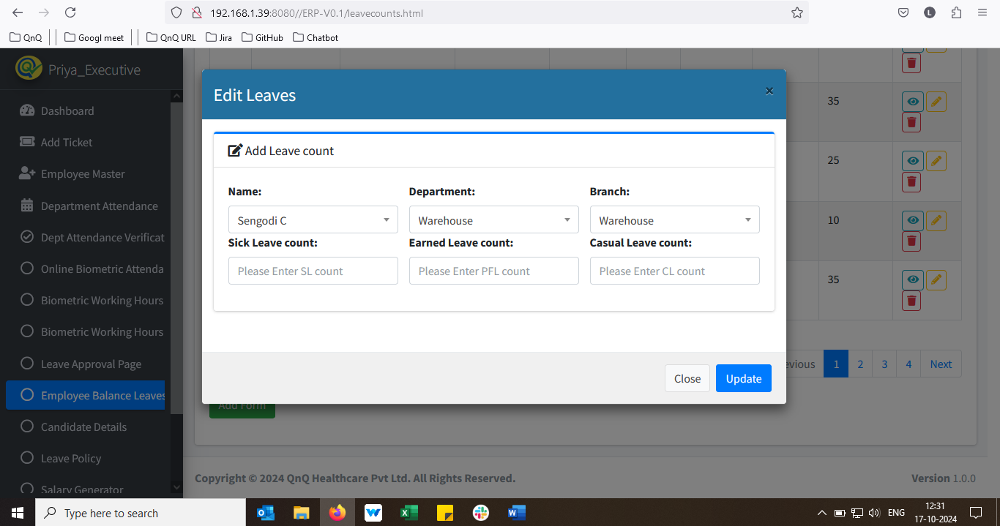 192.168.1.39:8080//ERP-V0.1/leavecounts.html
L
QnQ Googl meet QnQ URL Jira GitHub Chatbot
Priya_Executive
Dashboard
Add Ticket
Employee Master
Department Attendance
Dept Attendance Verificat
Online Biometric Attenda
Biometric Working Hours
Biometric Working Hours
Leave Approval Page
Employee Balance Leaves
Candidate Details
Leave Policy
Salary Generator
Edit Leaves ×
Add Leave count
Name: Department: Branch:
Sengodi C Warehouse Warehouse
Sick Leave count: Earned Leave count: Casual Leave count:
Please Enter SL count Please Enter PFL count Please Enter CL count
Close Update
35
25
10
35
evious 1 2 3 4 Next
Add Form
Copyright © 2024 QnQ Healthcare Pvt Ltd. All Rights Reserved. Version 1.0.0
Type here to search
ENG
12:31
17-10-2024